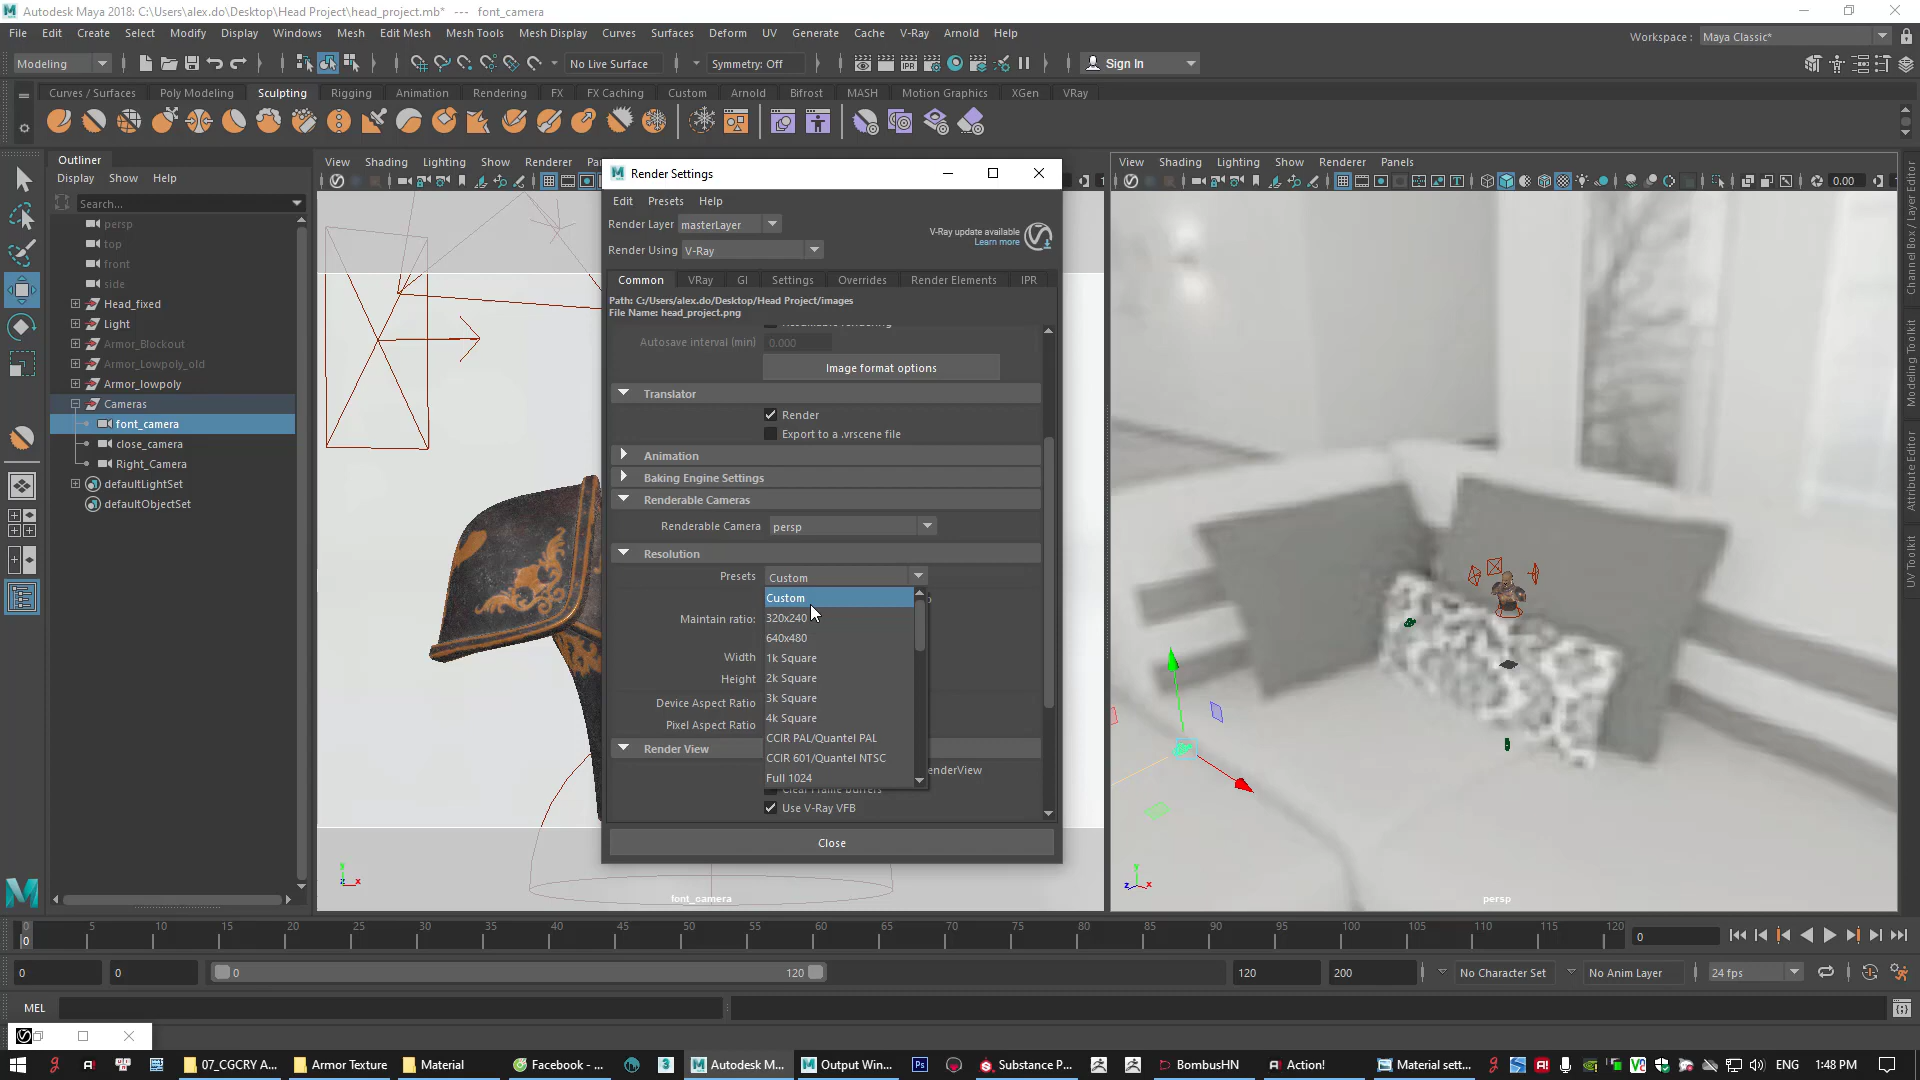 Autodesk Maya 2018: C:\Users\alex.do\Desktop\Head Project\head_project.mb* --- font_camera
File Edit Create Select Modify Display Windows Mesh Edit Mesh Mesh Tools Mesh Display Curves Surfaces Deform UV Generate Cache V-Ray Arnold Help
Workspace : Maya Classic*
Modeling
No Live Surface
Symmetry: Off
Sign In
Curves / Surfaces Poly Modeling Sculpting Rigging Animation Rendering FX FX Caching Custom Arnold Bifrost MASH Motion Graphics XGen VRay
Outliner
Display Show Help
Search...
persp
top
front
side
Head_fixed
Light
Armor_Blockout
Armor_Lowpoly_old
Armor_lowpoly
Cameras
font_camera
close_camera
Right_Camera
defaultLightSet
defaultObjectSet
View Shading Lighting Show Renderer
font_camera
Render Settings
Edit Presets Help
Render Layer masterLayer
Render Using V-Ray
V-Ray update available
Learn more
Common VRay GI Settings Overrides Render Elements IPR
Path: C:/Users/alex.do/Desktop/Head Project/images
File Name: head_project.png
Autosave interval (min) 0.000
Image format options
Translator
Render
Export to a .vrscene file
Animation
Baking Engine Settings
Renderable Cameras
Renderable Camera persp
Resolution
Presets Custom
Custom
320x240
640x480
1k Square
2k Square
3k Square
4k Square
CCIR PAL/Quantel PAL
CCIR 601/Quantel NTSC
Full 1024
Maintain ratio:
Width
Height
Device Aspect Ratio
Pixel Aspect Ratio
Render View
Use V-Ray VFB
Close
View Shading Lighting Show Renderer Panels
0.00
persp
Channel Box / Layer Editor
Modeling Toolkit
Attribute Editor
UV Toolkit
0 5 10 15 20 25 30 35 40 45 50 55 60 65 70 75 80 85 90 95 100 105 110 115 120
0
0
0 0 0 120 120 200
No Character Set
No Anim Layer
24 fps
MEL
07_CGCRY A...
Armor Texture
Material
Facebook - ...
Autodesk M...
Output Win...
Substance P...
BombusHN
Action!
Material sett...
ENG
1:48 PM